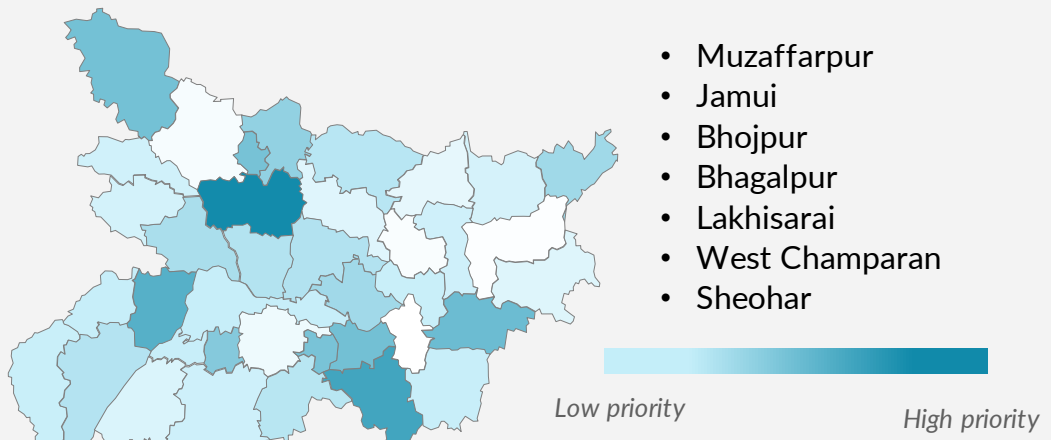 • Muzaffarpur
• Jamui
• Bhojpur
• Bhagalpur
• Lakhisarai
• West Champaran
• Sheohar
Low priority
High priority